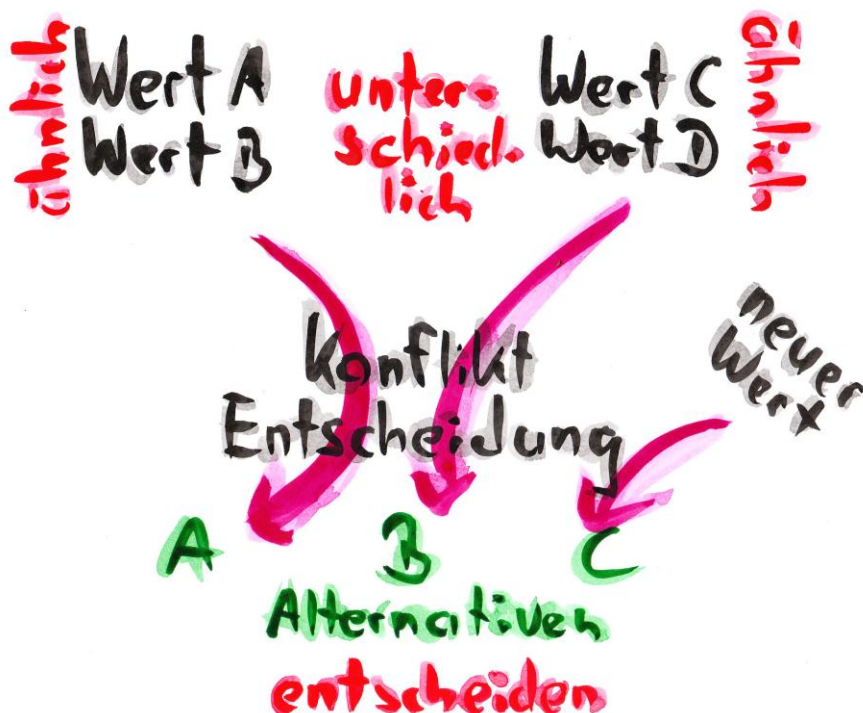 ähnlich
Wert A
Wert B
unter-
schied-
lich
Wert C
Wert D
ähnlich
Konflikt
Entscheidung
neuer
Wert
A
B
C
Alternativen
entscheiden